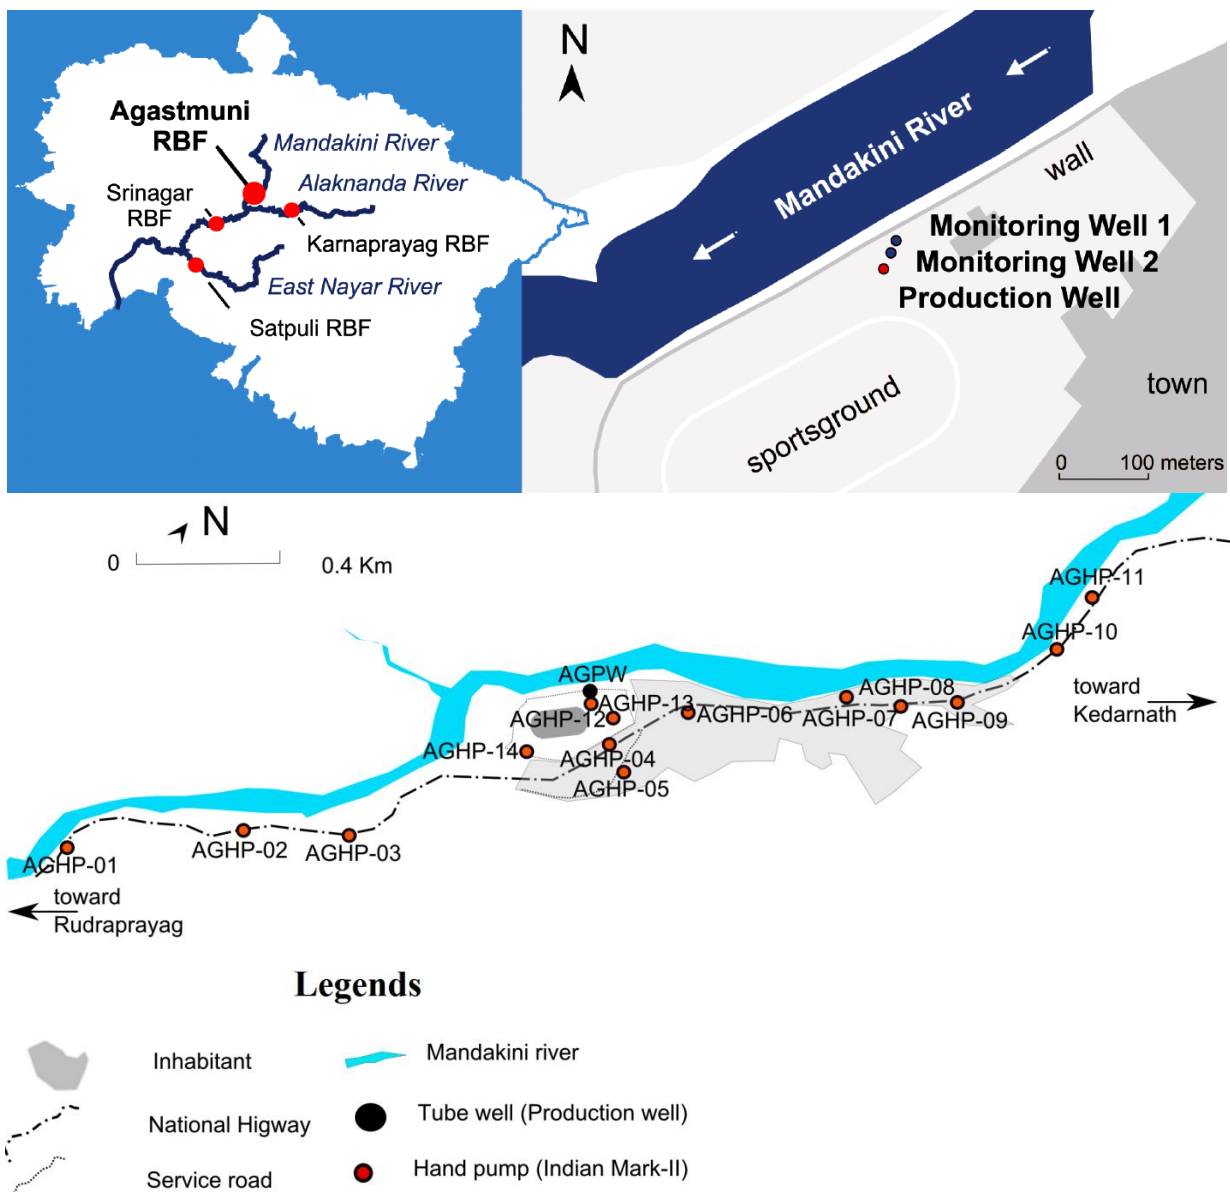 Agastmuni
RBF
Mandakini River
Alaknanda River
Srinagar
RBF
Karnaprayag RBF
East Nayar River
Satpuli RBF
N
Mandakini River
wall
Monitoring Well 1
Monitoring Well 2
Production Well
town
sportsground
0 100 meters
N
0 0.4 Km
AGHP-11
AGHP-10
AGPW
AGHP-13
AGHP-12
AGHP-08
AGHP-06
AGHP-07
AGHP-09
toward
Kedarnath
AGHP-14
AGHP-04
AGHP-05
AGHP-02
AGHP-03
AGHP-01
toward
Rudraprayag
Legends
Inhabitant
Mandakini river
National Higway
Tube well (Production well)
Service road
Hand pump (Indian Mark-II)